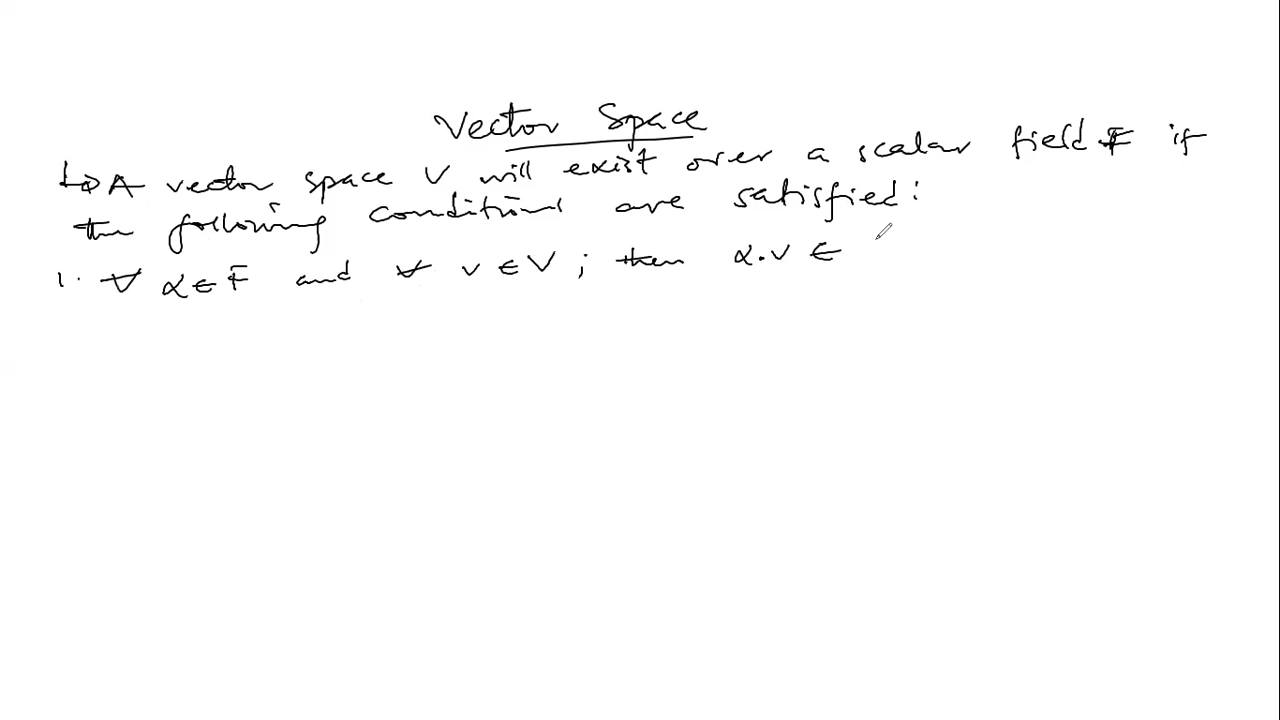 Vector Space
↳ A vector space V will exist over a scalar field F if
the following conditions are satisfied:
1. ∀ α ∈ F and ∀ v ∈ V ; then α.v ∈